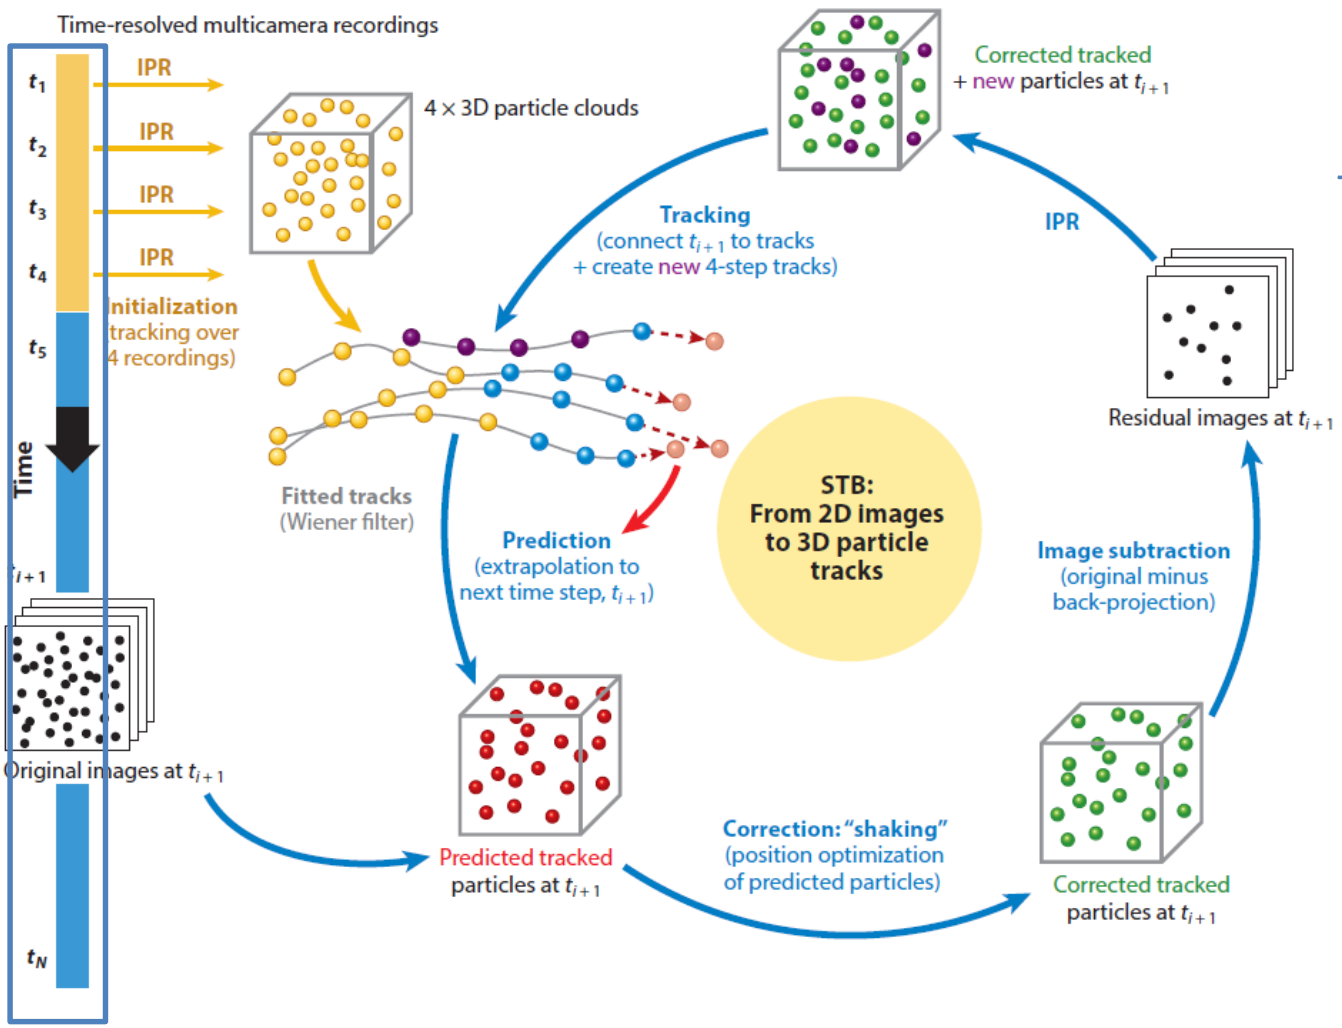 Time-resolved multicamera recordings
t1
IPR
t2
IPR
t3
IPR
t4
IPR
4 × 3D particle clouds
Initialization
(tracking over
4 recordings)
t5
Time
ti+1
Original images at ti+1
tN
Corrected tracked
+ new particles at ti+1
Tracking
(connect ti+1 to tracks
+ create new 4-step tracks)
IPR
Residual images at ti+1
Fitted tracks
(Wiener filter)
Prediction
(extrapolation to
next time step, ti+1)
STB:
From 2D images
to 3D particle
tracks
Image subtraction
(original minus
back-projection)
Predicted tracked
particles at ti+1
Correction: “shaking”
(position optimization
of predicted particles)
Corrected tracked
particles at ti+1